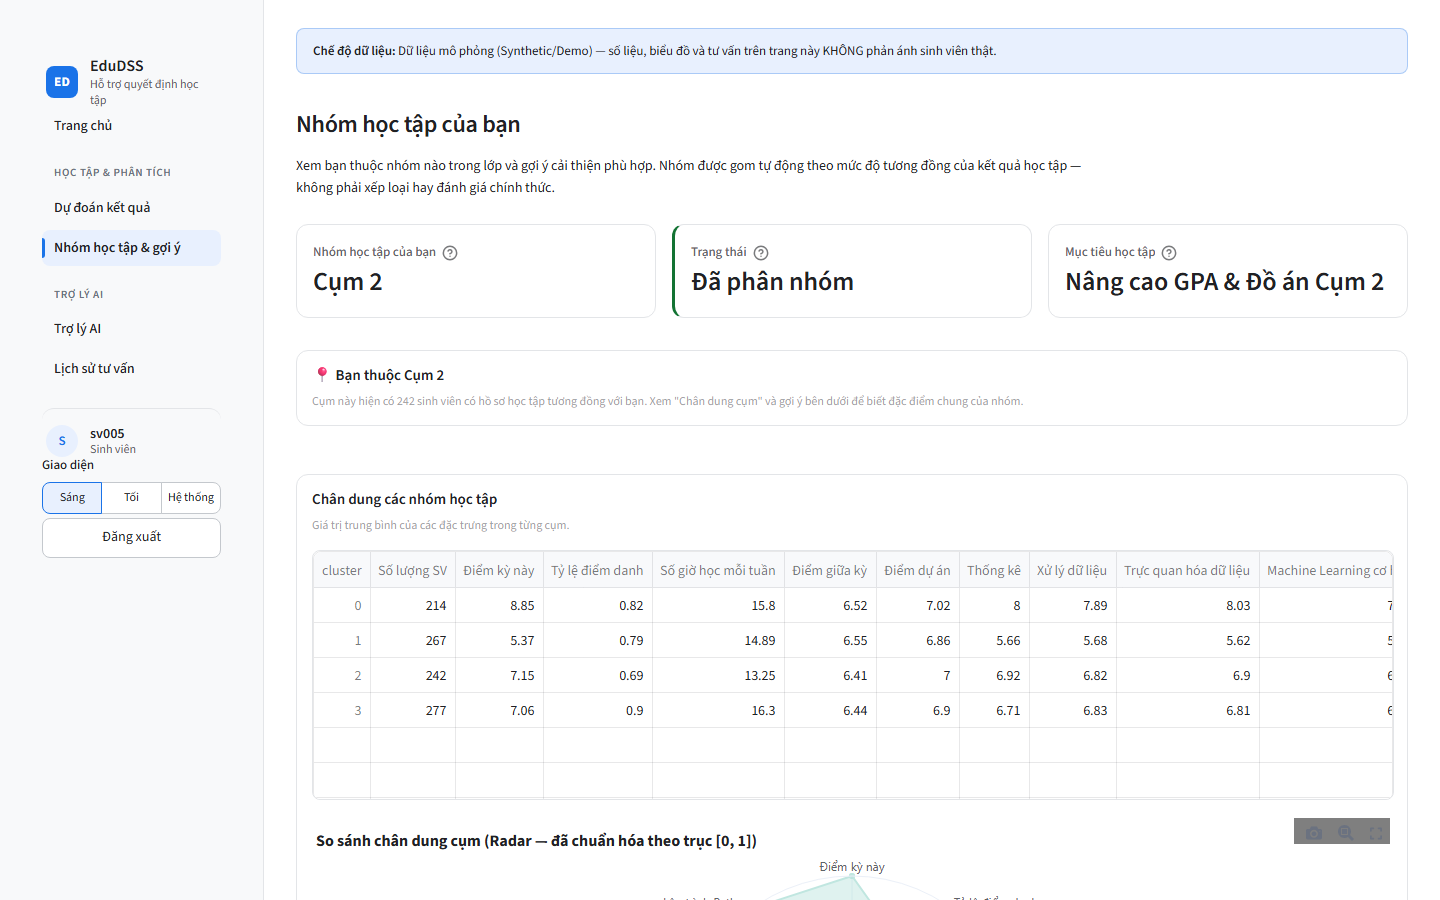 ED
EduDSS
Hỗ trợ quyết định học
tập
Trang chủ
HỌC TẬP & PHÂN TÍCH
Dự đoán kết quả
Nhóm học tập & gợi ý
TRỢ LÝ AI
Trợ lý AI
Lịch sử tư vấn
S
sv005
Sinh viên
Giao diện
Sáng Tối Hệ thống
Đăng xuất
Chế độ dữ liệu: Dữ liệu mô phỏng (Synthetic/Demo) — số liệu, biểu đồ và tư vấn trên trang này KHÔNG phản ánh sinh viên thật.
Nhóm học tập của bạn
Xem bạn thuộc nhóm nào trong lớp và gợi ý cải thiện phù hợp. Nhóm được gom tự động theo mức độ tương đồng của kết quả học tập —
không phải xếp loại hay đánh giá chính thức.
Nhóm học tập của bạn
Cụm 2
Trạng thái
Đã phân nhóm
Mục tiêu học tập
Nâng cao GPA & Đồ án Cụm 2
Bạn thuộc Cụm 2
Cụm này hiện có 242 sinh viên có hồ sơ học tập tương đồng với bạn. Xem "Chân dung cụm" và gợi ý bên dưới để biết đặc điểm chung của nhóm.
Chân dung các nhóm học tập
Giá trị trung bình của các đặc trưng trong từng cụm.
cluster Số lượng SV Điểm kỳ này Tỷ lệ điểm danh Số giờ học mỗi tuần Điểm giữa kỳ Điểm dự án Thống kê Xử lý dữ liệu Trực quan hóa dữ liệu Machine Learning cơ
0 214 8.85 0.82 15.8 6.52 7.02 8 7.89 8.03
1 267 5.37 0.79 14.89 6.55 6.86 5.66 5.68 5.62
2 242 7.15 0.69 13.25 6.41 7 6.92 6.82 6.9
3 277 7.06 0.9 16.3 6.44 6.9 6.71 6.83 6.81
So sánh chân dung cụm (Radar — đã chuẩn hóa theo trục [0, 1])
Điểm kỳ này